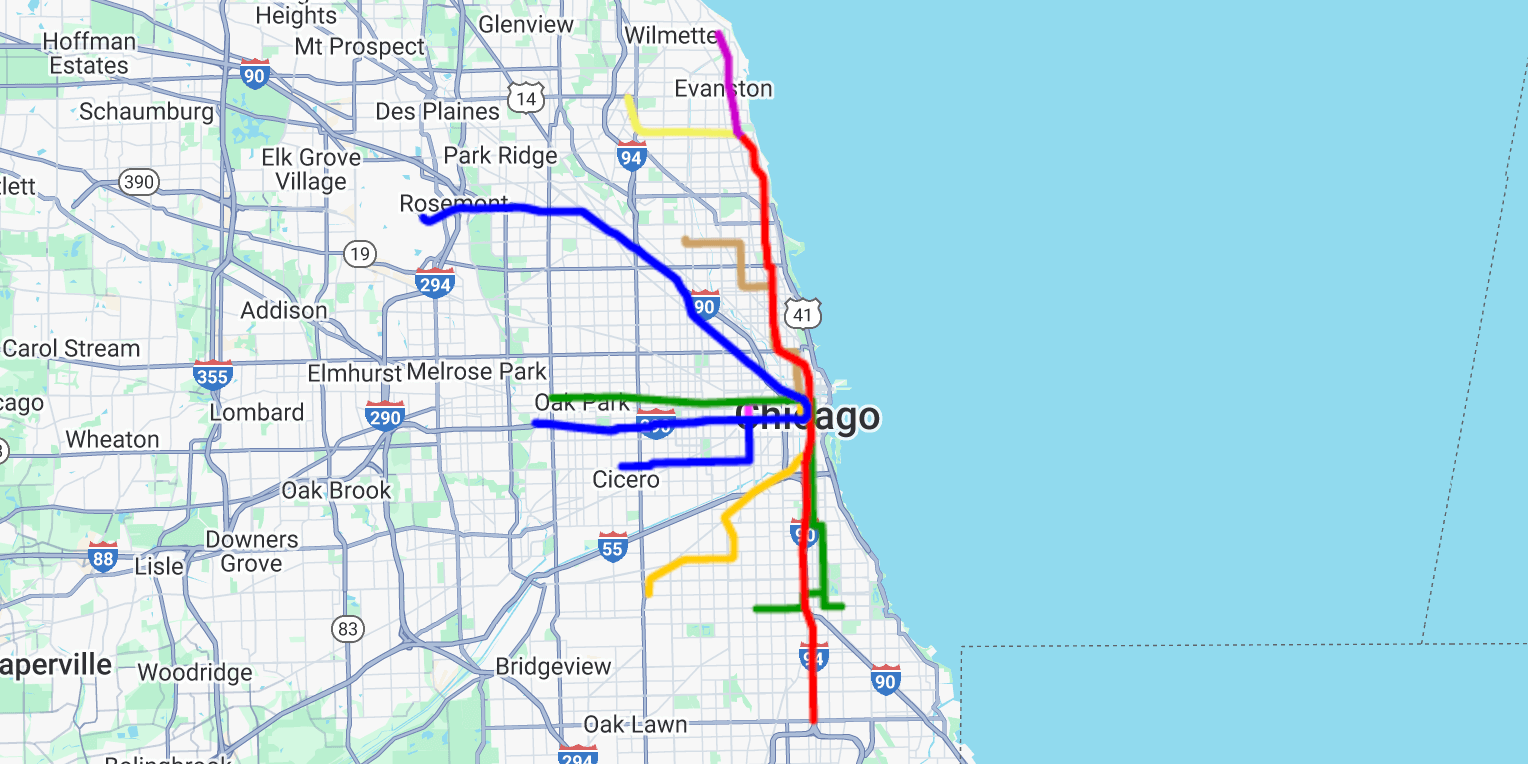 Heights
Glenview
Wilmette
Hoffman
Estates
Mt Prospect
90
Evanston
14
Schaumburg
Des Plaines
94
Elk Grove
Village
Park Ridge
390
tlett
Rosemont
19
294
90
41
Addison
Carol Stream
355
Elmhurst
Melrose Park
cago
Lombard
290
Oak Park
290
Chicago
Wheaton
Oak Brook
Cicero
88
Lisle
Downers
Grove
55
90
83
aperville
Woodridge
Bridgeview
94
90
Oak Lawn
294
Bolingbrook